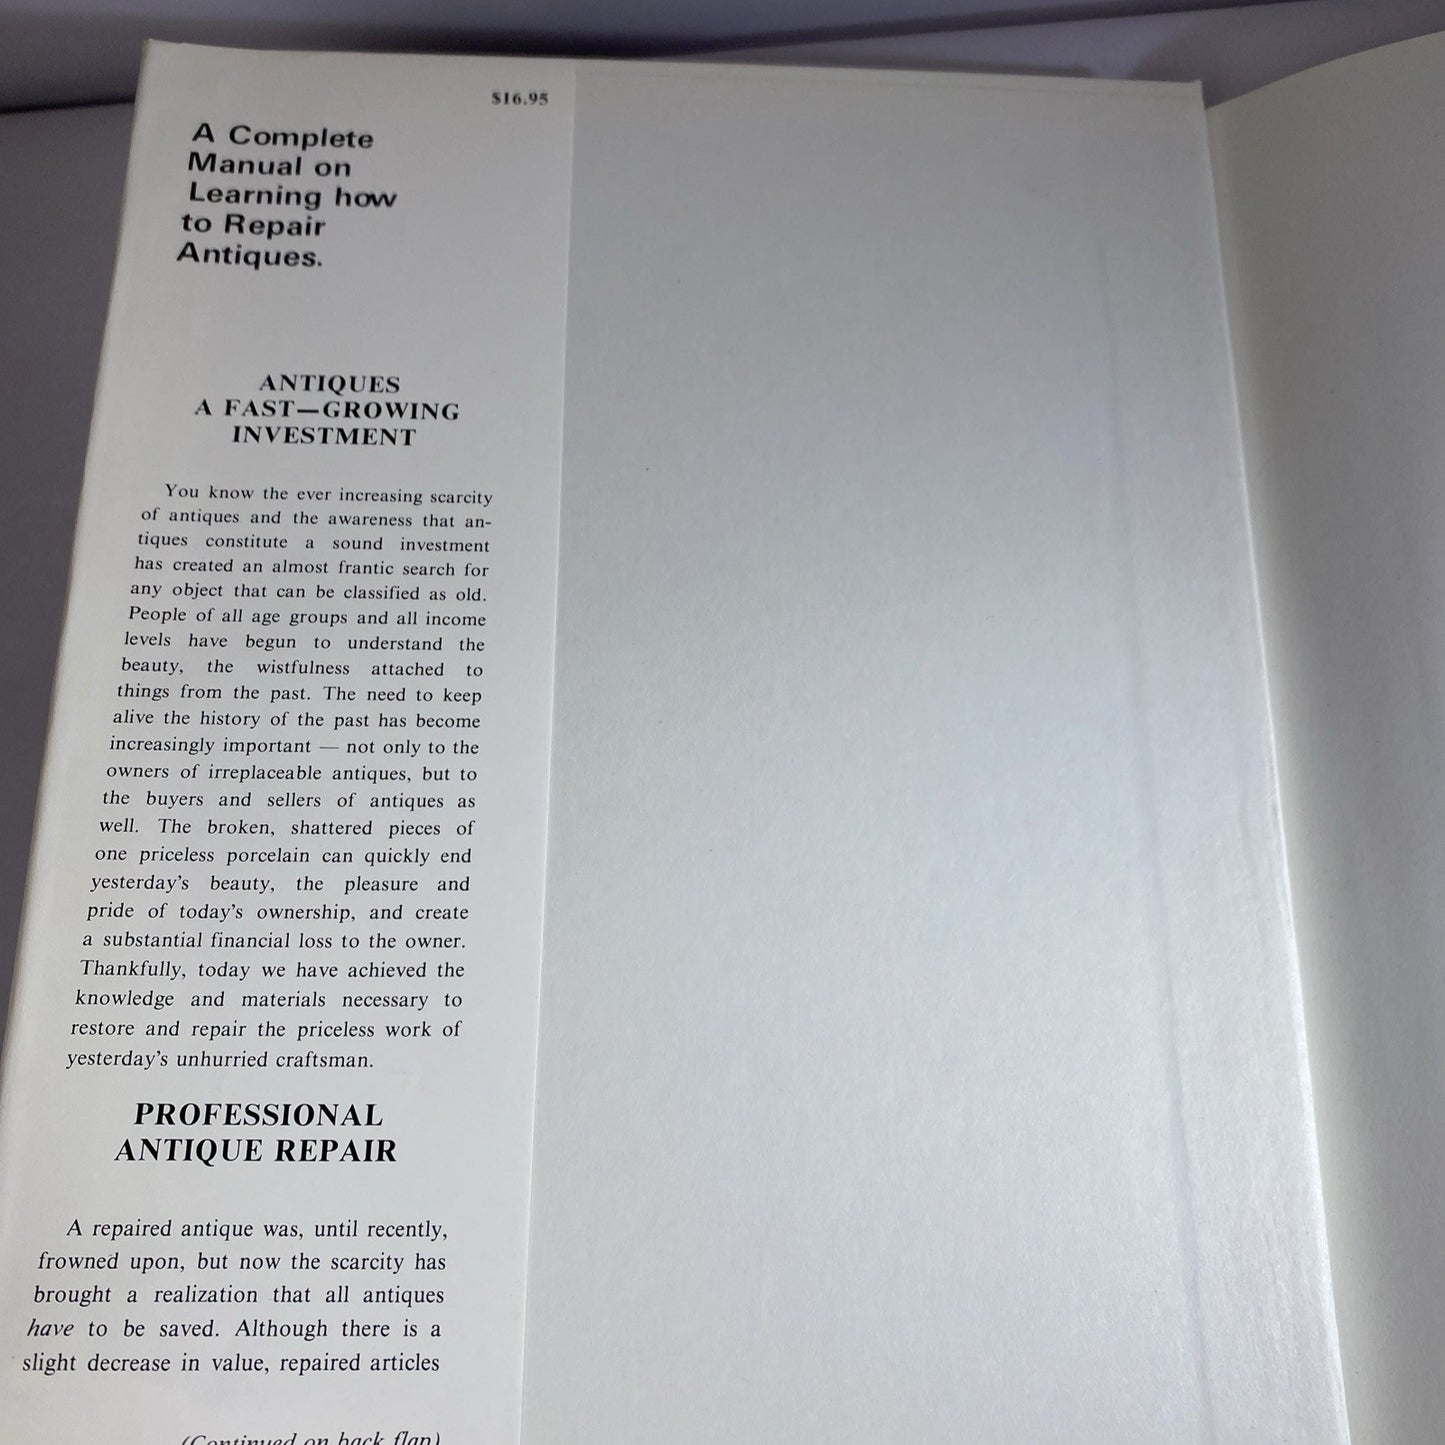 $16.95
A Complete
Manual on
Learning how
to Repair
Antiques.
ANTIQUES
A FAST—GROWING
INVESTMENT
You know the ever increasing scarcity
of antiques and the awareness that an-
tiques constitute a sound investment
has created an almost frantic search for
any object that can be classified as old.
People of all age groups and all income
levels have begun to understand the
beauty, the wistfulness attached to
things from the past. The need to keep
alive the history of the past has become
increasingly important — not only to the
owners of irreplaceable antiques, but to
the buyers and sellers of antiques as
well. The broken, shattered pieces of
one priceless porcelain can quickly end
yesterday's beauty, the pleasure and
pride of today's ownership, and create
a substantial financial loss to the owner.
Thankfully, today we have achieved the
knowledge and materials necessary to
restore and repair the priceless work of
yesterday's unhurried craftsman.
PROFESSIONAL
ANTIQUE REPAIR
A repaired antique was, until recently,
frowned upon, but now the scarcity has
brought a realization that all antiques
have to be saved. Although there is a
slight decrease in value, repaired articles
(Continued on back flap)